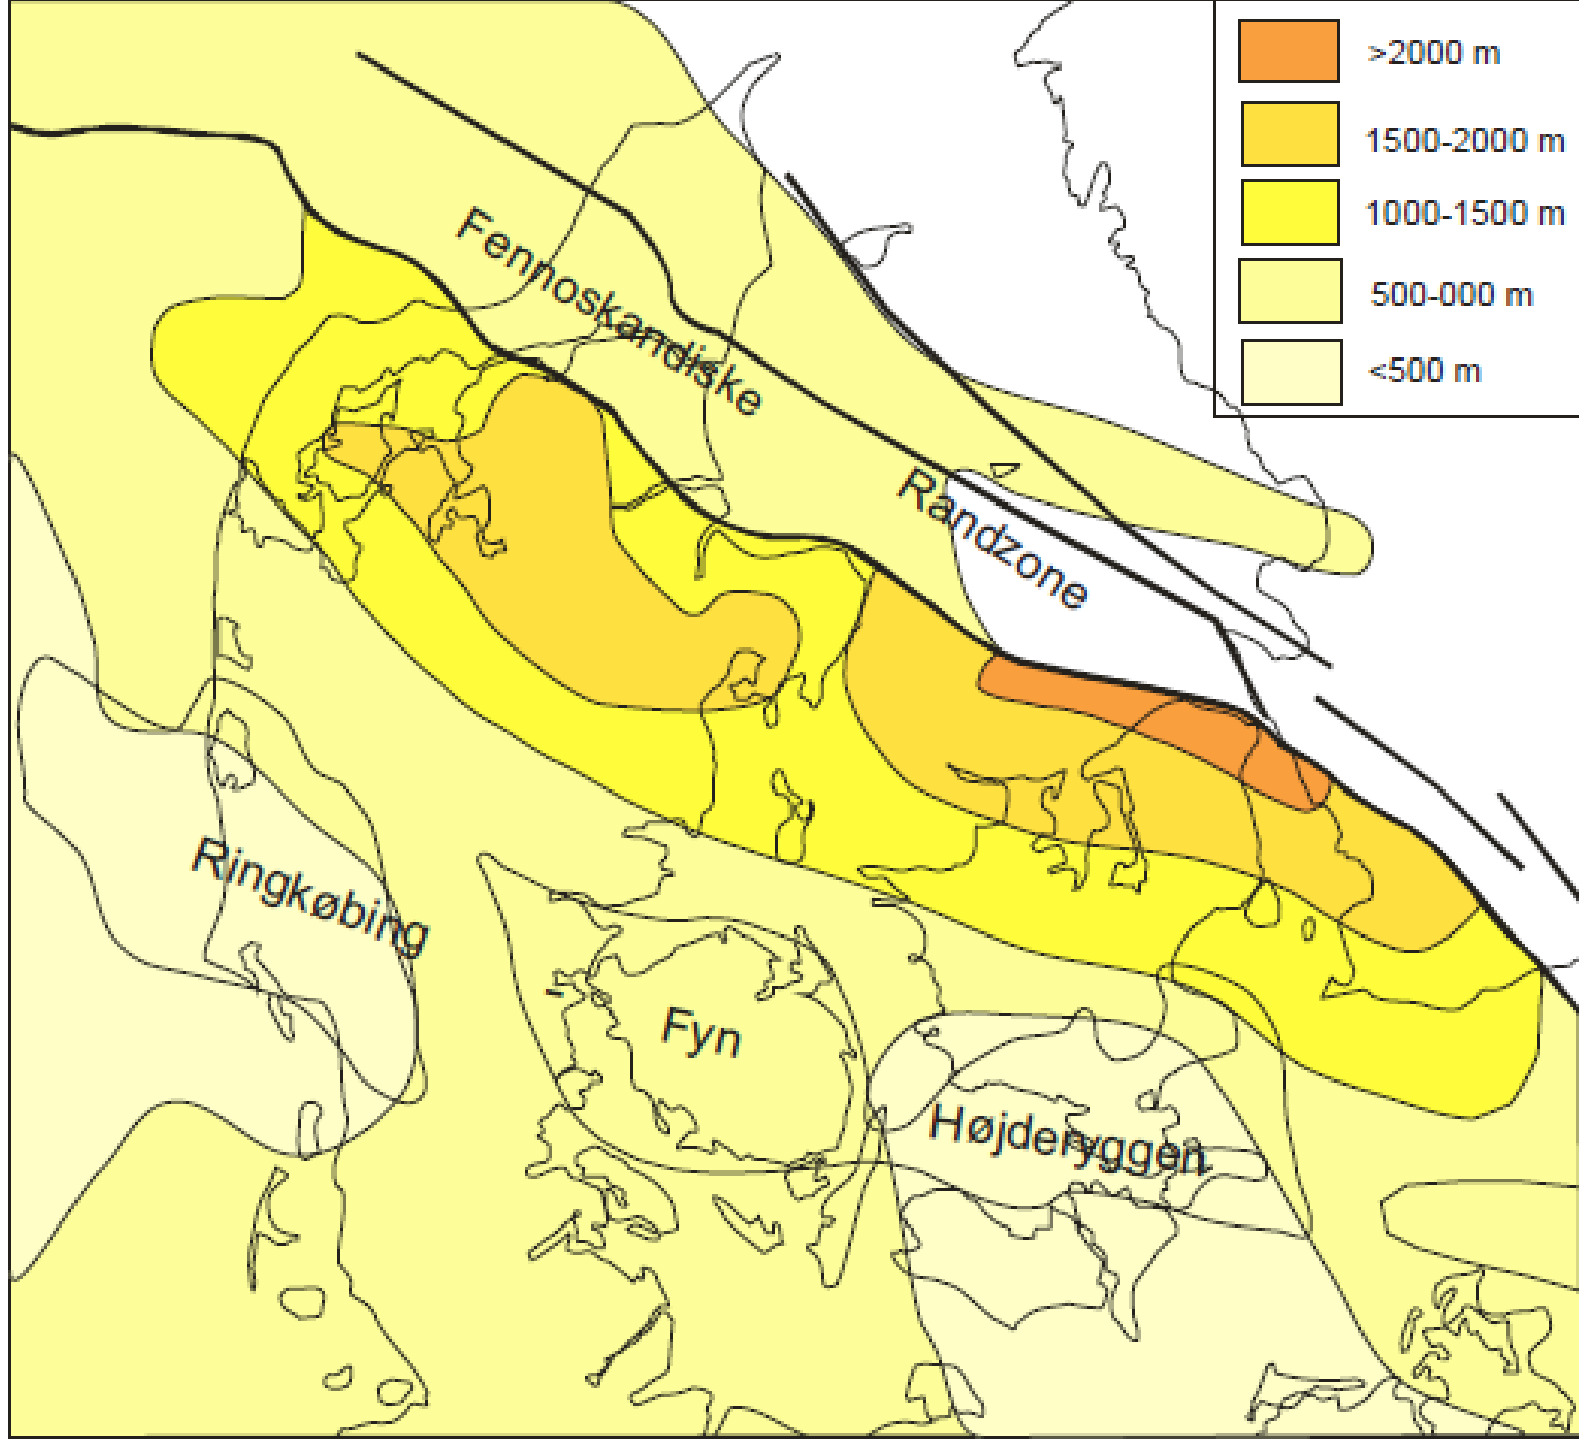 >2000 m
1500-2000 m
1000-1500 m
500-000 m
<500 m
Fennoskandiske
Randzone
Ringkøbing
Fyn
Højderyggen